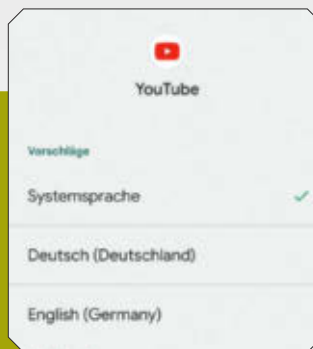 YouTube
Vorschläge
Systemsprache
Deutsch (Deutschland)
English (Germany)